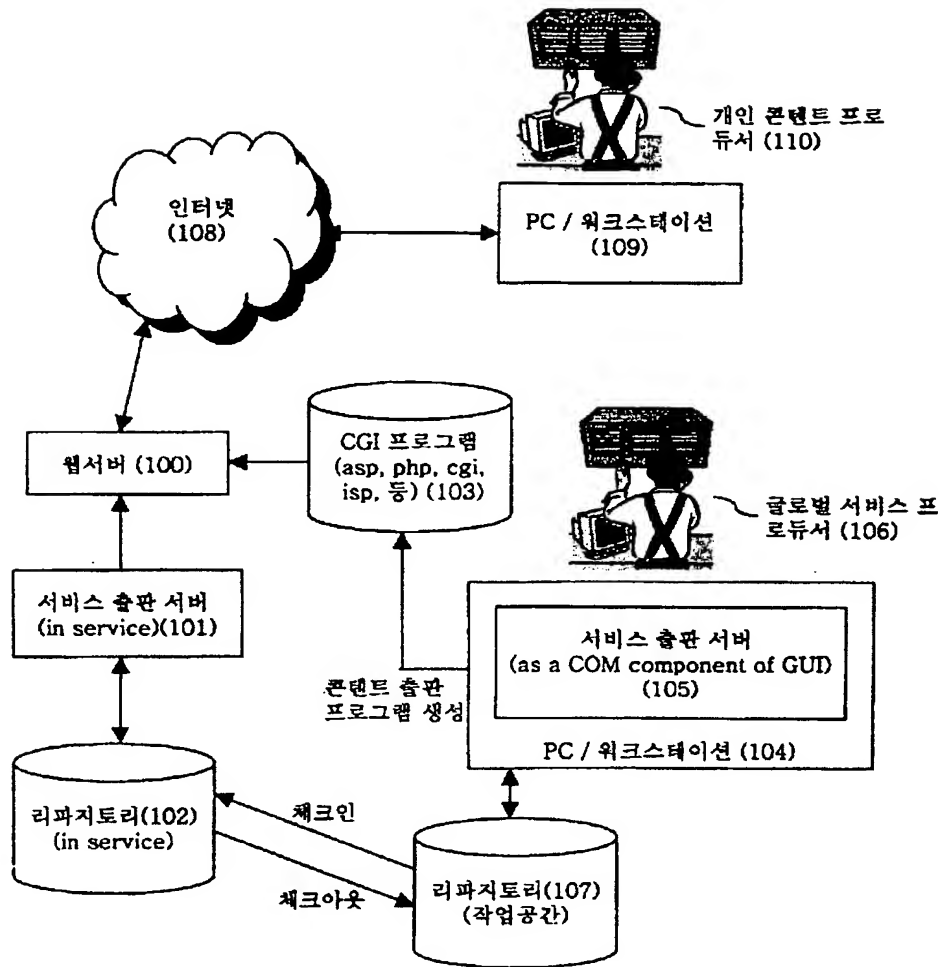 개인 콘텐트 프로
듀서 (110)
인터넷
(108)
PC / 워크스테이션
(109)
CGI 프로그램
(asp, php, cgi,
isp, 등) (103)
웹서버 (100)
글로벌 서비스 프
로듀서 (106)
서비스 출판 서버
(in service)(101)
서비스 출판 서버
(as a COM component of GUI)
(105)
콘텐트 출판
프로그램 생성
PC / 워크스테이션 (104)
리파지토리(102)
(in service)
채크인
채크아웃
리파지토리(107)
(작업공간)